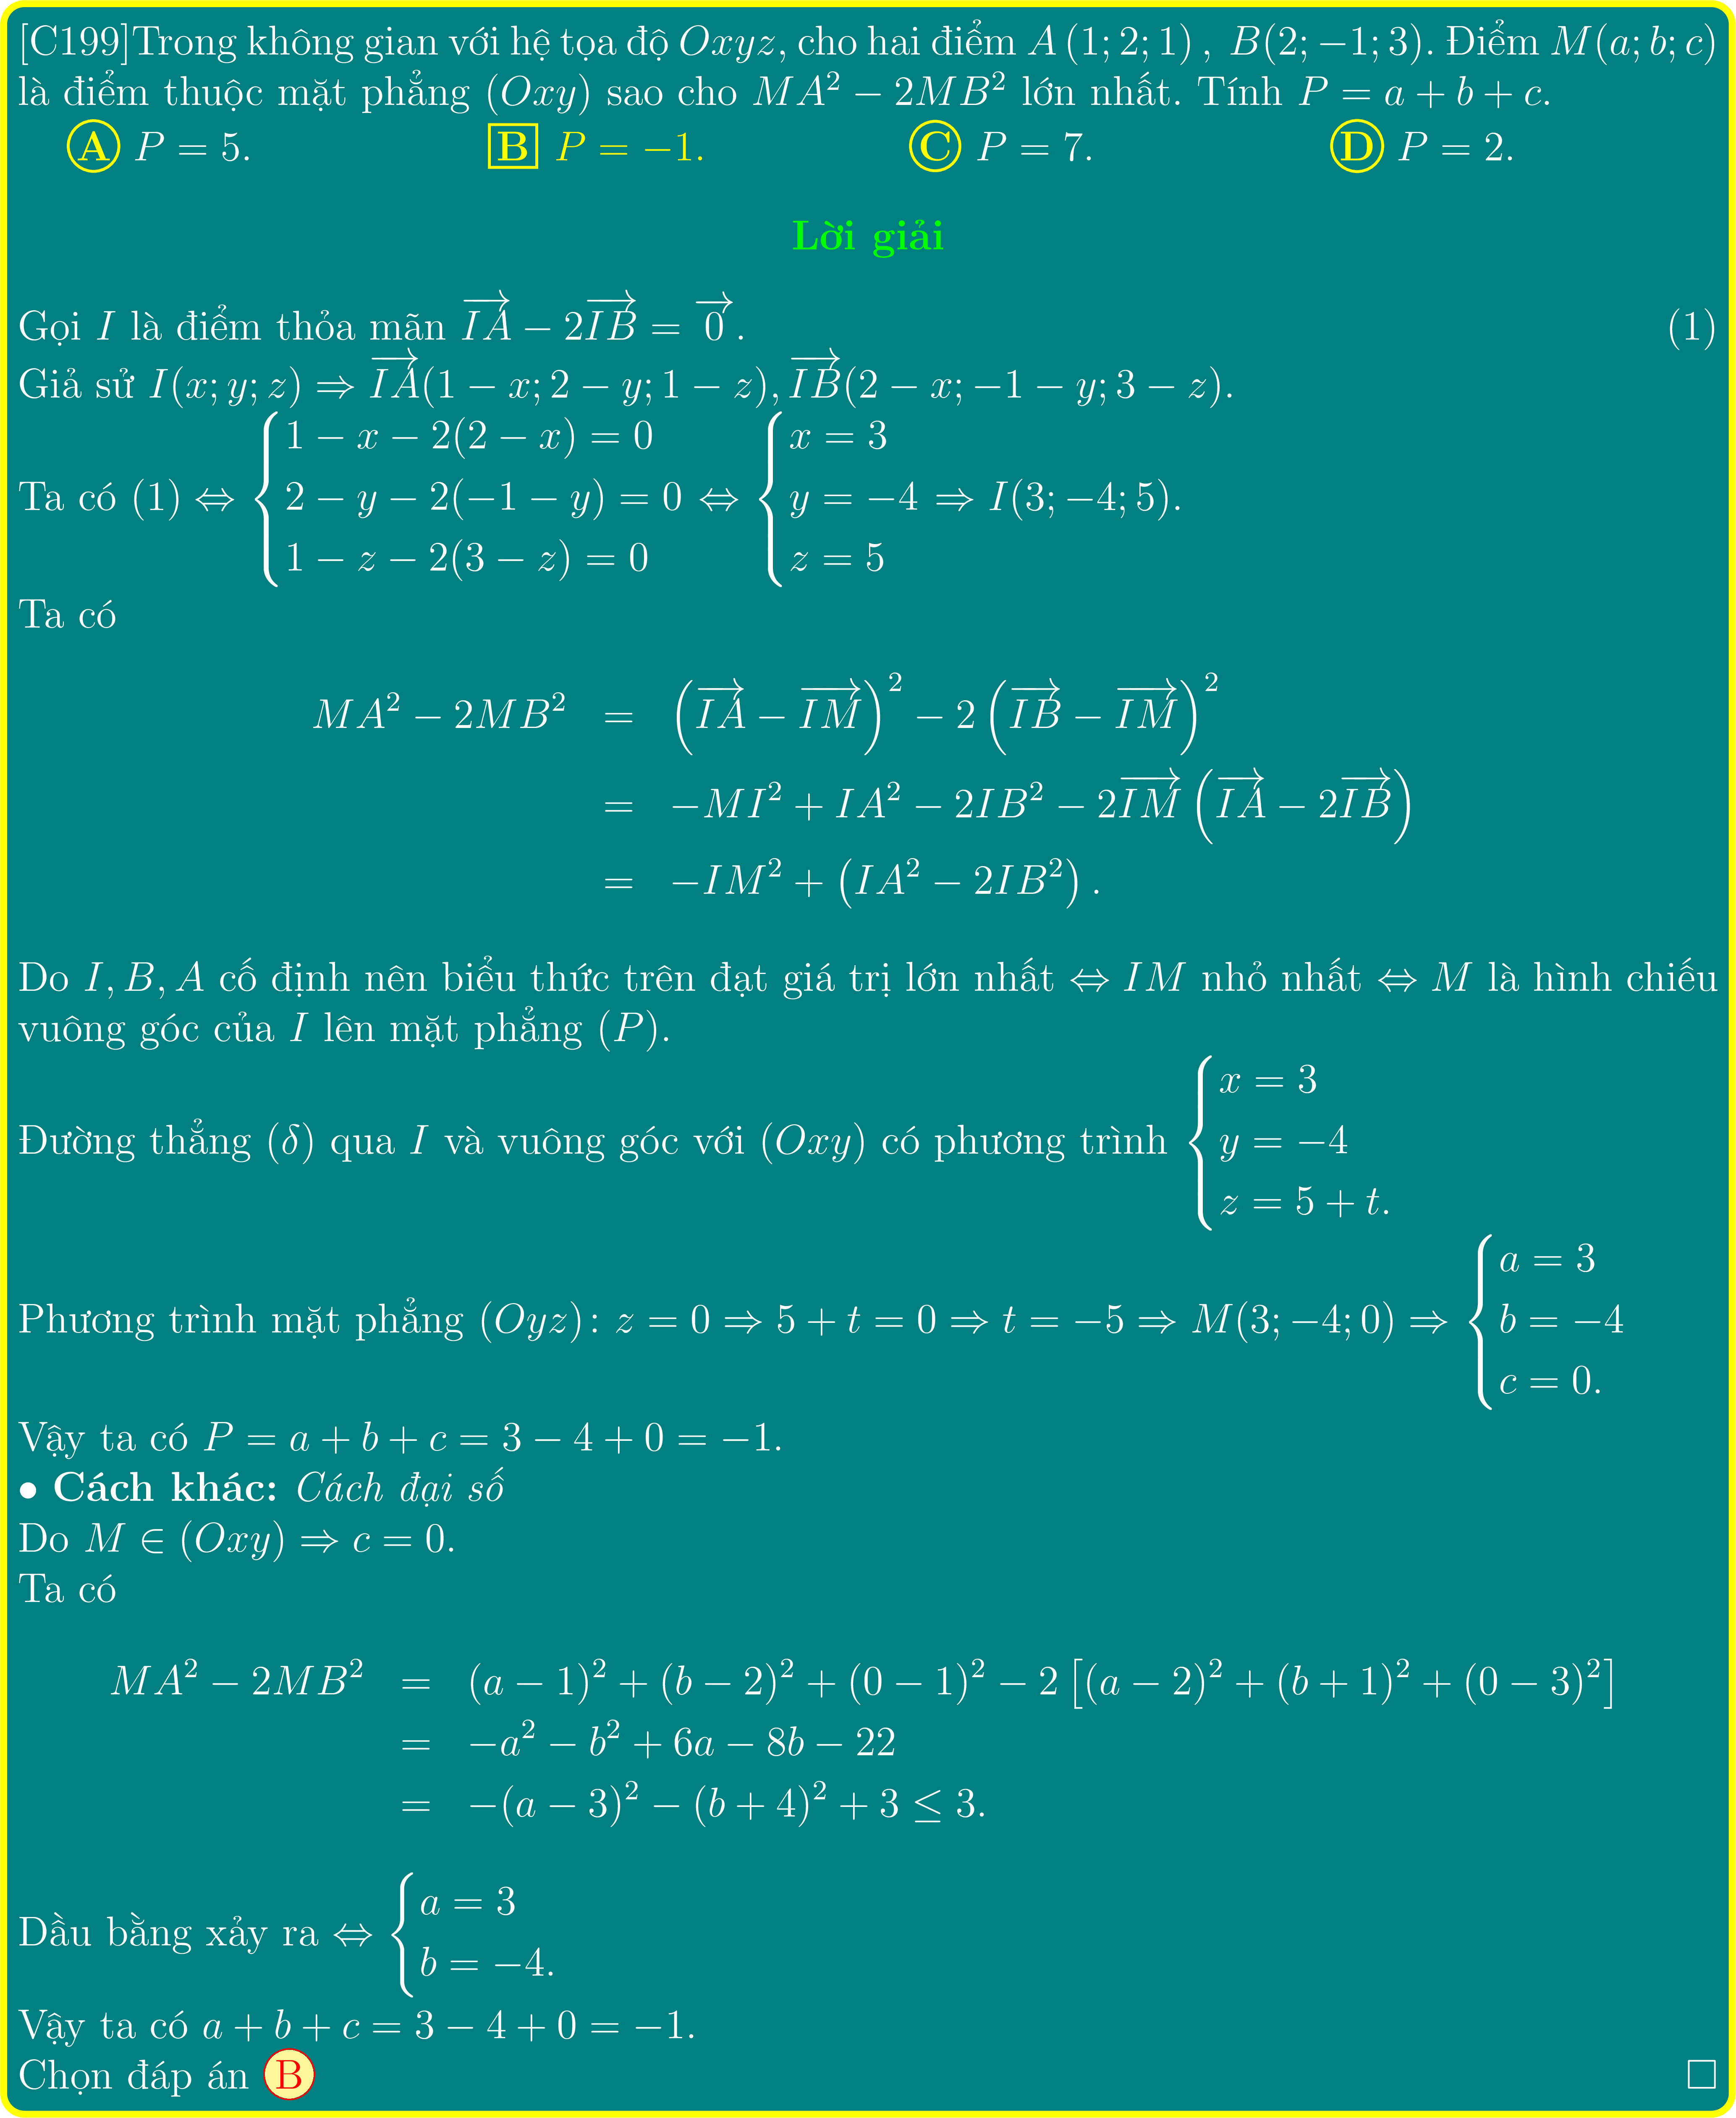 [C199]Trong không gian với hệ tọa độ $Oxyz$, cho hai điểm $A\,(1;2;1)\,,\ B(2;-1;3)$. Điểm $M(a;b;c)$
là điểm thuộc mặt phẳng $(Oxy)$ sao cho $MA^2-2MB^2$ lớn nhất. Tính $P=a+b+c$.
A $P=5$. B $P=-1$. C $P=7$. D $P=2$.
Lời giải
Gọi $I$ là điểm thỏa mãn $\overrightarrow{IA}-2\overrightarrow{IB}=\overrightarrow{0}$. (1)
Giả sử $I(x;y;z)\Rightarrow\overrightarrow{IA}(1-x;2-y;1-z),\overrightarrow{IB}(2-x;-1-y;3-z)$.
Ta có $(1)\Leftrightarrow\begin{cases}1-x-2(2-x)=0\\2-y-2(-1-y)=0\\1-z-2(3-z)=0\end{cases}\Leftrightarrow\begin{cases}x=3\\y=-4\\z=5\end{cases}\Rightarrow I(3;-4;5)$.
Ta có
$MA^2-2MB^2=\left(\overrightarrow{IA}-\overrightarrow{IM}\right)^2-2\left(\overrightarrow{IB}-\overrightarrow{IM}\right)^2$
$=-MI^2+IA^2-2IB^2-2\overrightarrow{IM}\left(\overrightarrow{IA}-2\overrightarrow{IB}\right)$
$=-IM^2+\left(IA^2-2IB^2\right).$
Do $I,B,A$ cố định nên biểu thức trên đạt giá trị lớn nhất $\Leftrightarrow IM$ nhỏ nhất $\Leftrightarrow M$ là hình chiếu
vuông góc của $I$ lên mặt phẳng $(P)$.
Đường thẳng $(\delta)$ qua $I$ và vuông góc với $(Oxy)$ có phương trình $\begin{cases}x=3\\y=-4\\z=5+t.\end{cases}$
Phương trình mặt phẳng $(Oyz)\colon z=0\Rightarrow5+t=0\Rightarrow t=-5\Rightarrow M(3;-4;0)\Rightarrow\begin{cases}a=3\\b=-4\\c=0.\end{cases}$
Vậy ta có $P=a+b+c=3-4+0=-1$.
• Cách khác: Cách đại số
Do $M\in(Oxy)\Rightarrow c=0$.
Ta có
$MA^2-2MB^2=(a-1)^2+(b-2)^2+(0-1)^2-2\left[(a-2)^2+(b+1)^2+(0-3)^2\right]$
$=-a^2-b^2+6a-8b-22$
$=-(a-3)^2-(b+4)^2+3\leq3.$
Dầu bằng xảy ra $\Leftrightarrow\begin{cases}a=3\\b=-4.\end{cases}$
Vậy ta có $a+b+c=3-4+0=-1$.
Chọn đáp án B □